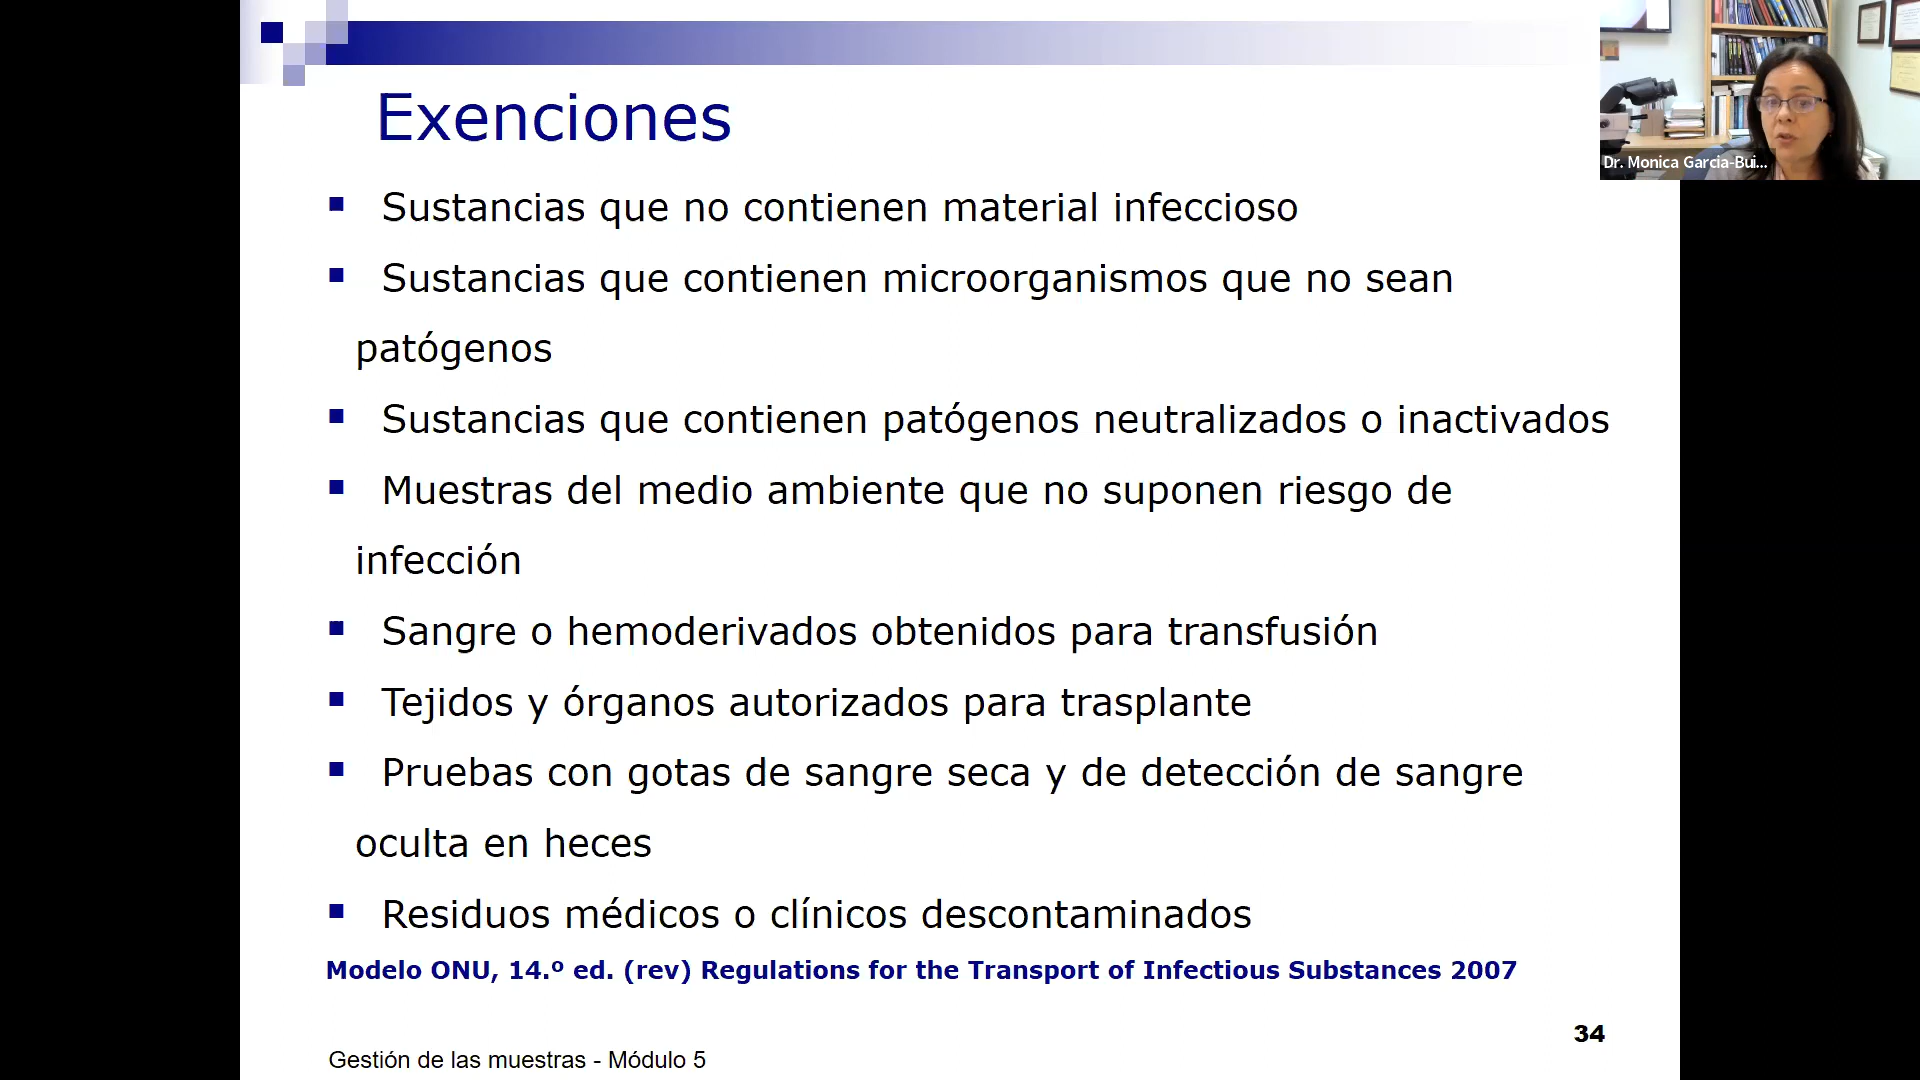 Exenciones
Sustancias que no contienen material infeccioso
Sustancias que contienen microorganismos que no sean
patógenos
Sustancias que contienen patógenos neutralizados o inactivados
Muestras del medio ambiente que no suponen riesgo de
infección
Sangre o hemoderivados obtenidos para transfusión
Tejidos y órganos autorizados para trasplante
Pruebas con gotas de sangre seca y de detección de sangre
oculta en heces
Residuos médicos o clínicos descontaminados
Modelo ONU, 14.º ed. (rev) Regulations for the Transport of Infectious Substances 2007
34
Gestión de las muestras - Módulo 5
Dr. Monica Garcia-Bui...